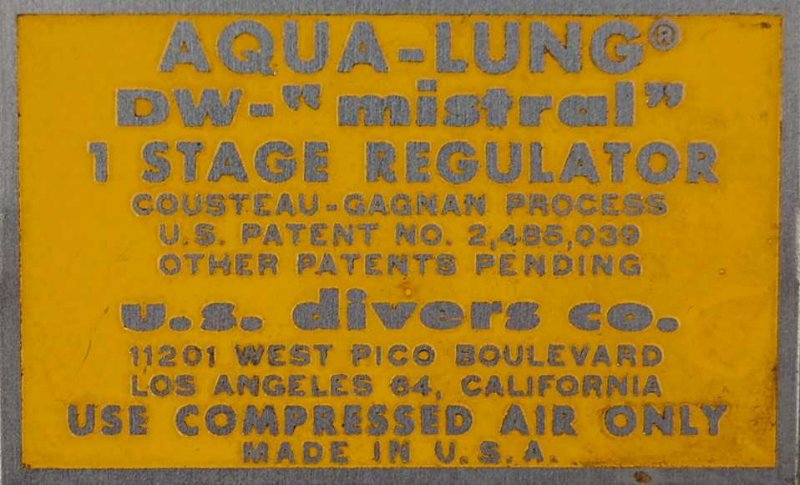 AQUA-LUNG®
DW-"mistral"
1 STAGE REGULATOR
COUSTEAU-GAGNAN PROCESS
U.S. PATENT NO. 2,485,039
OTHER PATENTS PENDING
u.s. divers co.
11201 WEST PICO BOULEVARD
LOS ANGELES 64, CALIFORNIA
USE COMPRESSED AIR ONLY
MADE IN U.S.A.